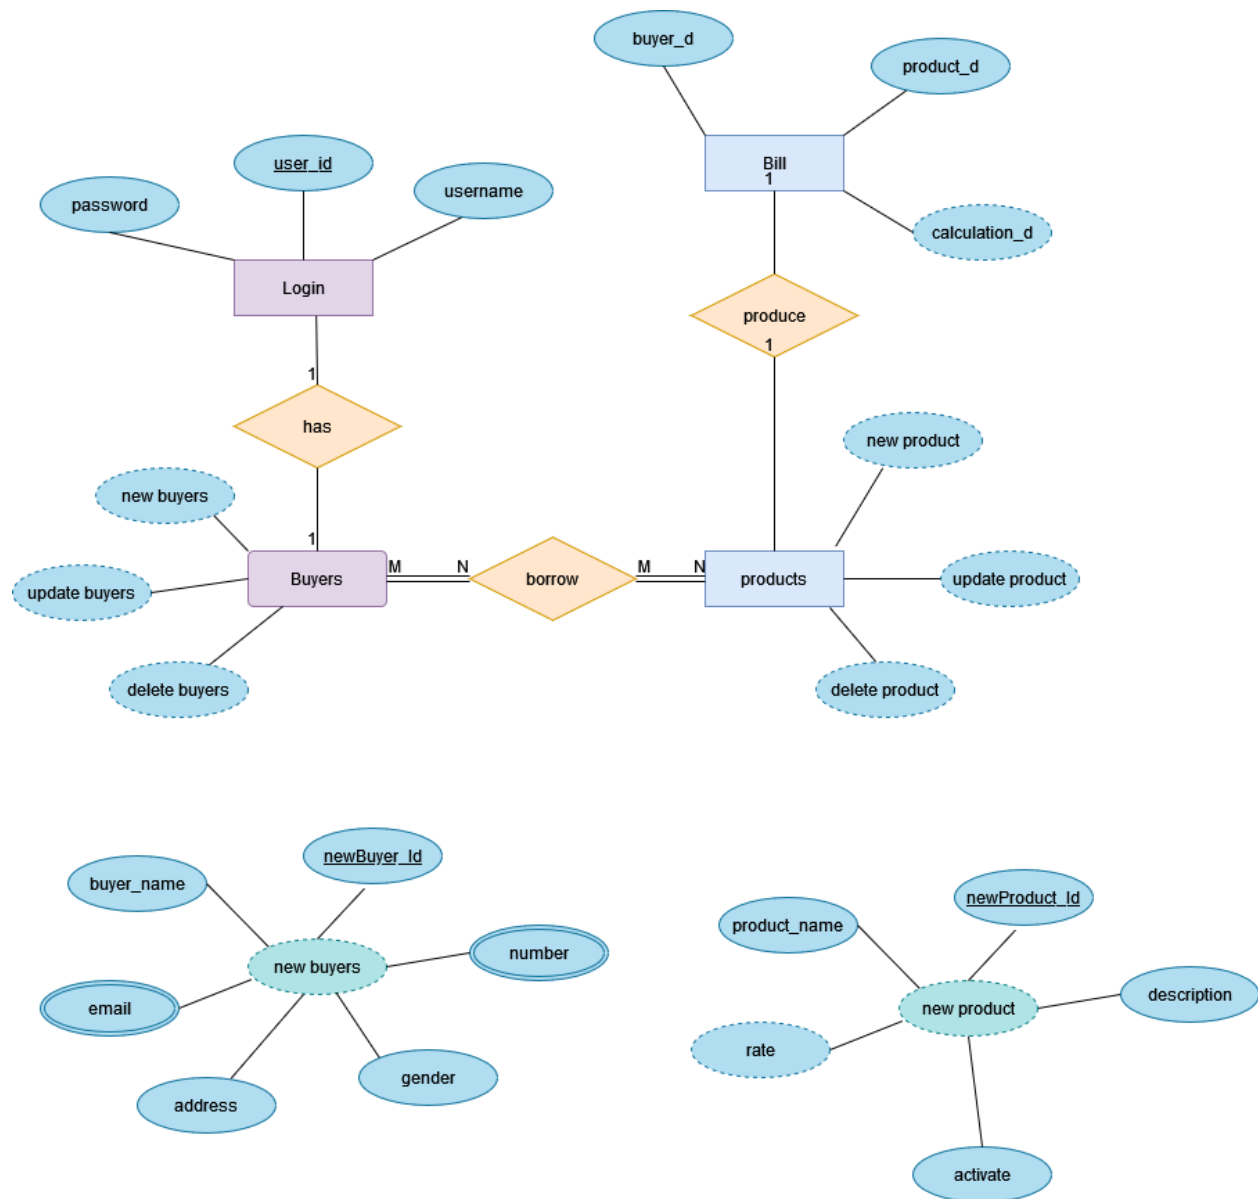 buyer_d
product_d
user_id
Bill
1
username
password
calculation_d
Login
produce
1
1
has
new product
new buyers
1
M
N
M
N
Buyers
borrow
products
update product
update buyers
delete buyers
delete product
newBuyer_Id
buyer_name
newProduct_Id
product_name
number
new buyers
description
email
new product
rate
gender
address
activate